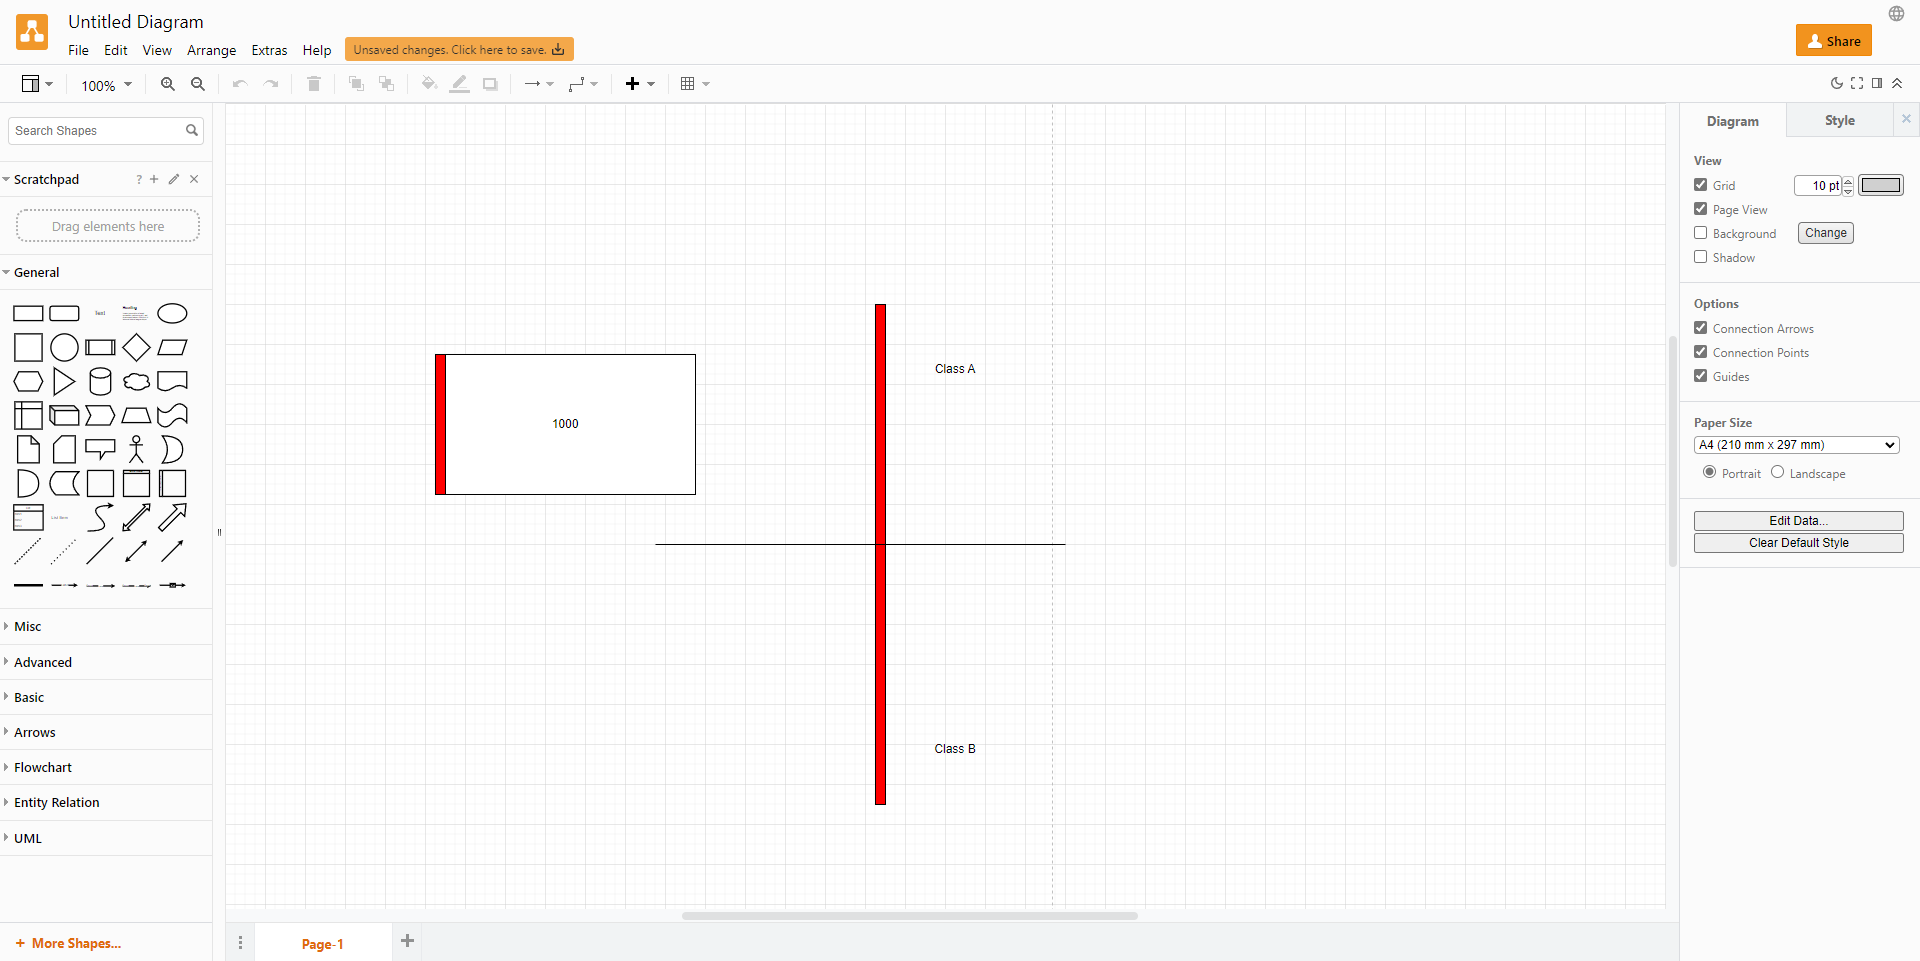 Untitled Diagram
File Edit View Arrange Extras Help Unsaved changes. Click here to save.
Share
100%
Search Shapes
Scratchpad ? + ✕
Drag elements here
General
Text
Heading
Misc
Advanced
Basic
Arrows
Flowchart
Entity Relation
UML
+ More Shapes...
1000
Class A
Class B
Page-1
Diagram Style
View
Grid 10 pt
Page View
Background Change
Shadow
Options
Connection Arrows
Connection Points
Guides
Paper Size
A4 (210 mm x 297 mm)
Portrait Landscape
Edit Data...
Clear Default Style